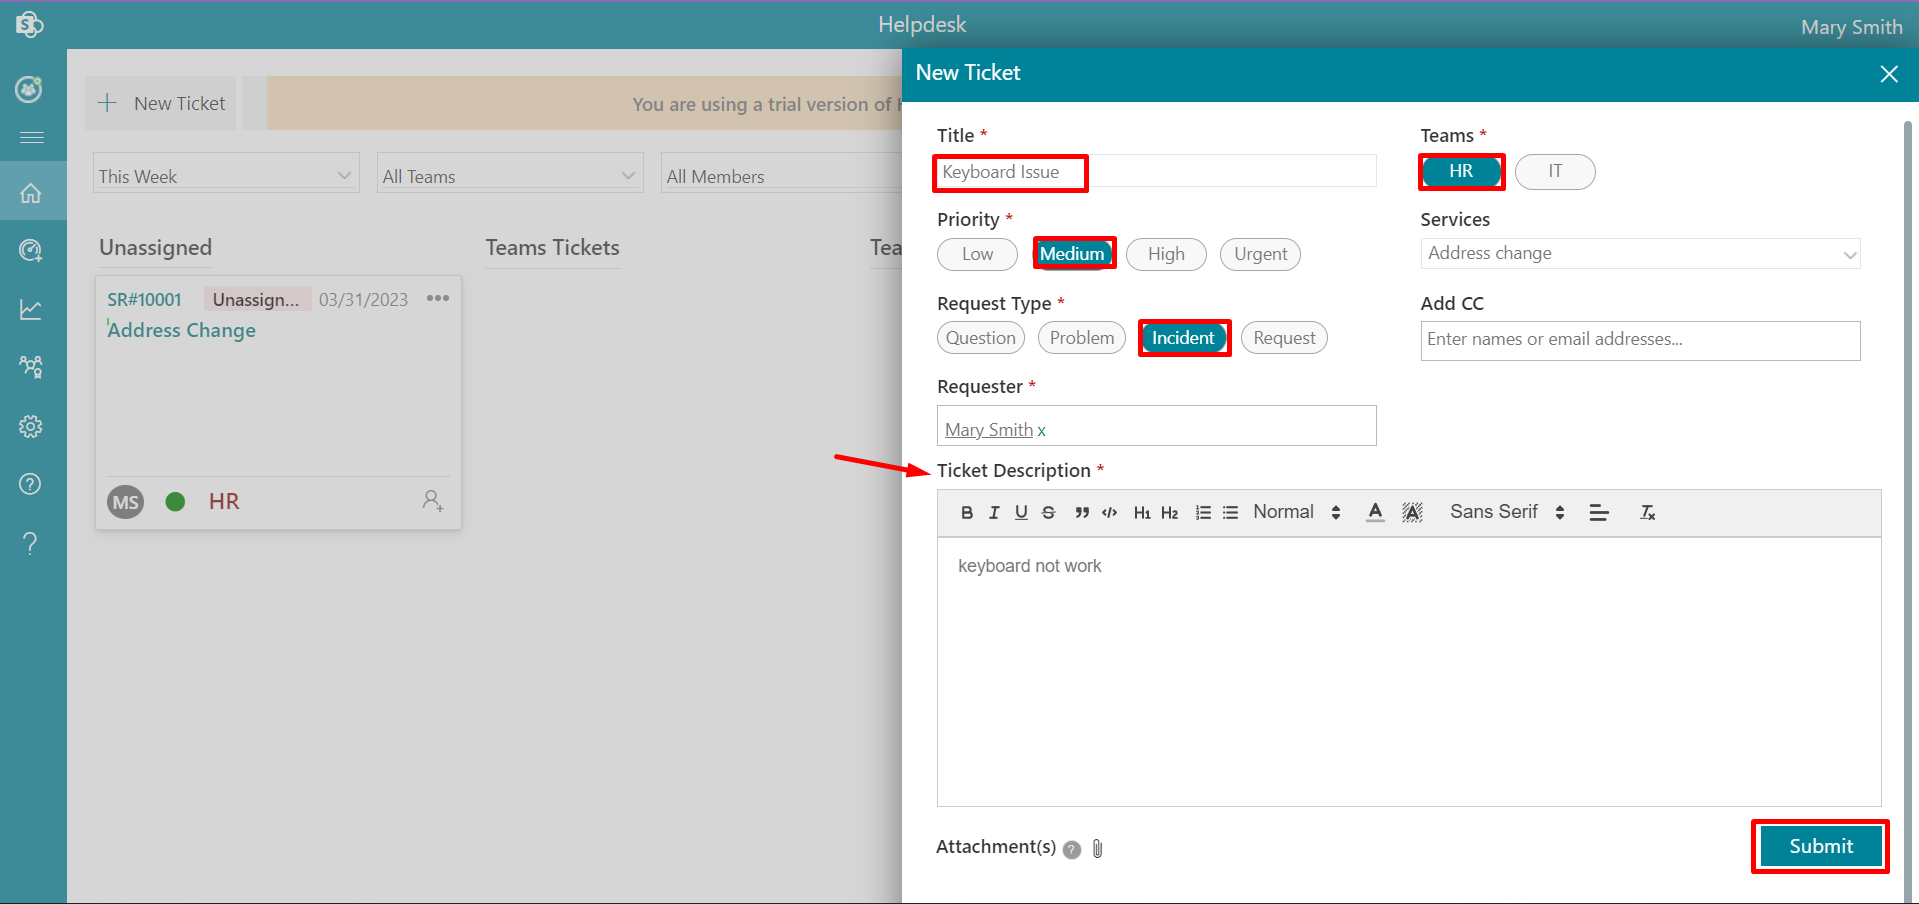 Helpdesk
Mary Smith
New Ticket
You are using a trial version of
This Week
All Teams
All Members
Unassigned
Teams Tickets
Tea
SR#10001 Unassign... 03/31/2023
Address Change
MS HR
New Ticket
Title *
Keyboard Issue
Teams *
HR IT
Priority *
Low Medium High Urgent
Services
Address change
Request Type *
Question Problem Incident Request
Add CC
Enter names or email addresses...
Requester *
Mary Smith x
Ticket Description *
B I U S H1 H2 Normal A A Sans Serif Tx
keyboard not work
Attachment(s) ?
Submit